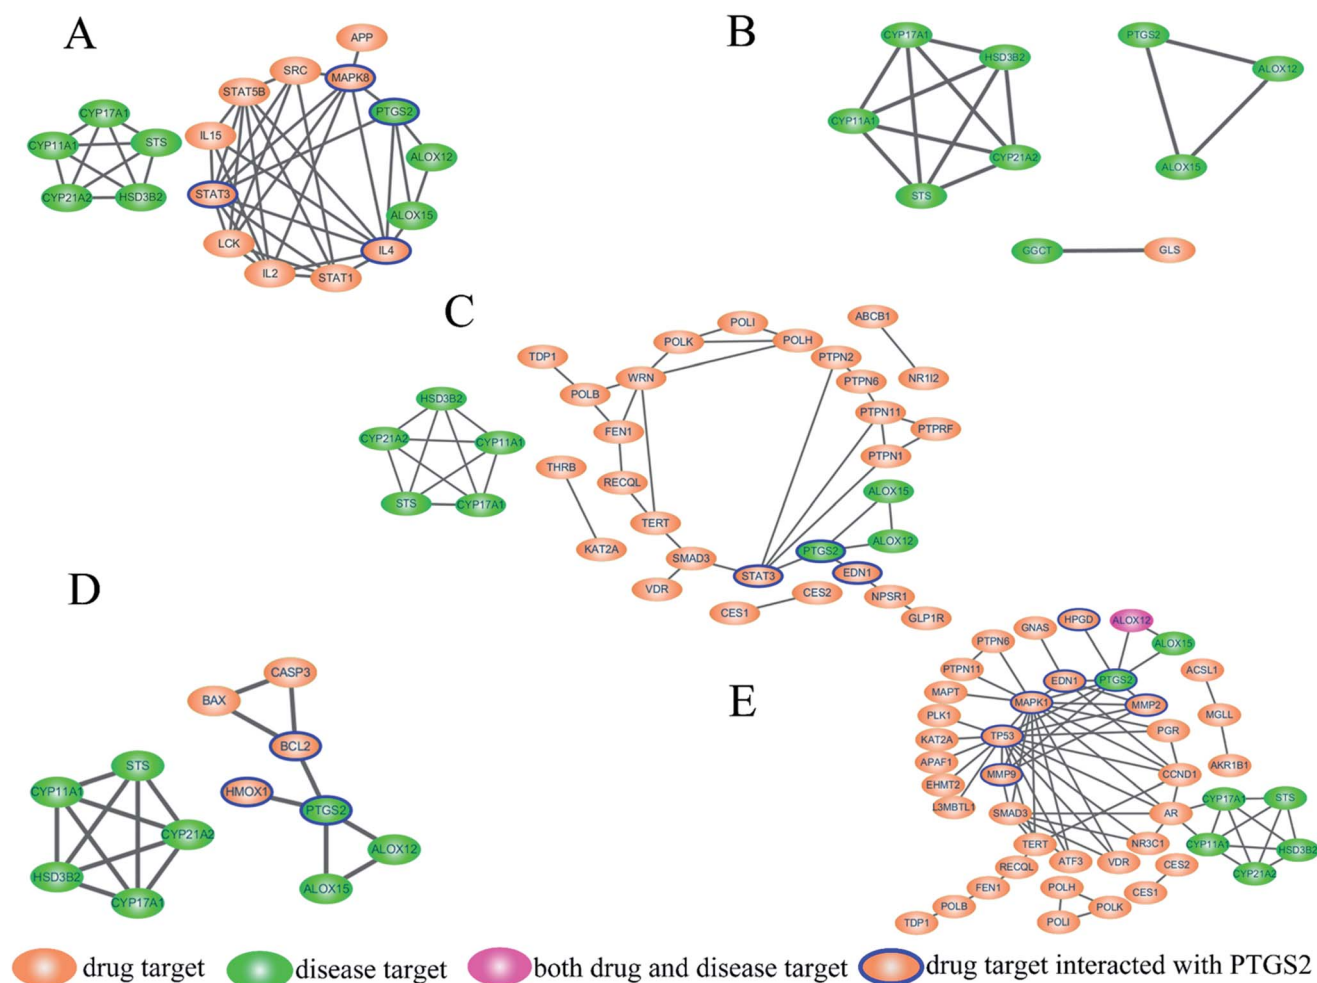 A
APP
SRC
MAPK8
STAT5B
PTGS2
CYP17A1
IL15
STS
CYP11A1
ALOX12
CYP21A2
HSD3B2
STAT3
ALOX15
LCK
IL4
IL2
STAT1
B
CYP17A1
PTGS2
HSD3B2
ALOX12
CYP11A1
CYP21A2
ALOX15
STS
GGCT
GLS
C
POLI
ABCB1
POLK
POLH
TDP1
PTPN2
WRN
PTPN6
NR1I2
POLB
HSD3B2
PTPN11
FEN1
PTPRF
CYP21A2
CYP11A1
PTPN1
THRB
RECQL
ALOX15
STS
CYP17A1
TERT
ALOX12
KAT2A
PTGS2
SMAD3
STAT3
EDN1
VDR
CES2
NPSR1
CES1
GLP1R
D
CASP3
BAX
BCL2
STS
CYP11A1
HMOX1
PTGS2
CYP21A2
ALOX12
HSD3B2
ALOX15
CYP17A1
E
GNAS
HPGD
ALOX12
PTPN6
ALOX15
PTPN11
ACSL1
EDN1
PTGS2
MAPT
MAPK1
MMP2
PLK1
MGLL
PGR
KAT2A
TP53
APAF1
AKR1B1
MMP9
CCND1
EHMT2
L3MBTL1
CYP17A1
STS
SMAD3
AR
TERT
NR3C1
CYP11A1
HSD3B2
RECQL
ATF3
VDR
CES2
CYP21A2
FEN1
POLH
CES1
POLB
POLK
TDP1
POLI
drug target
disease target
both drug and disease target
drug target interacted with PTGS2